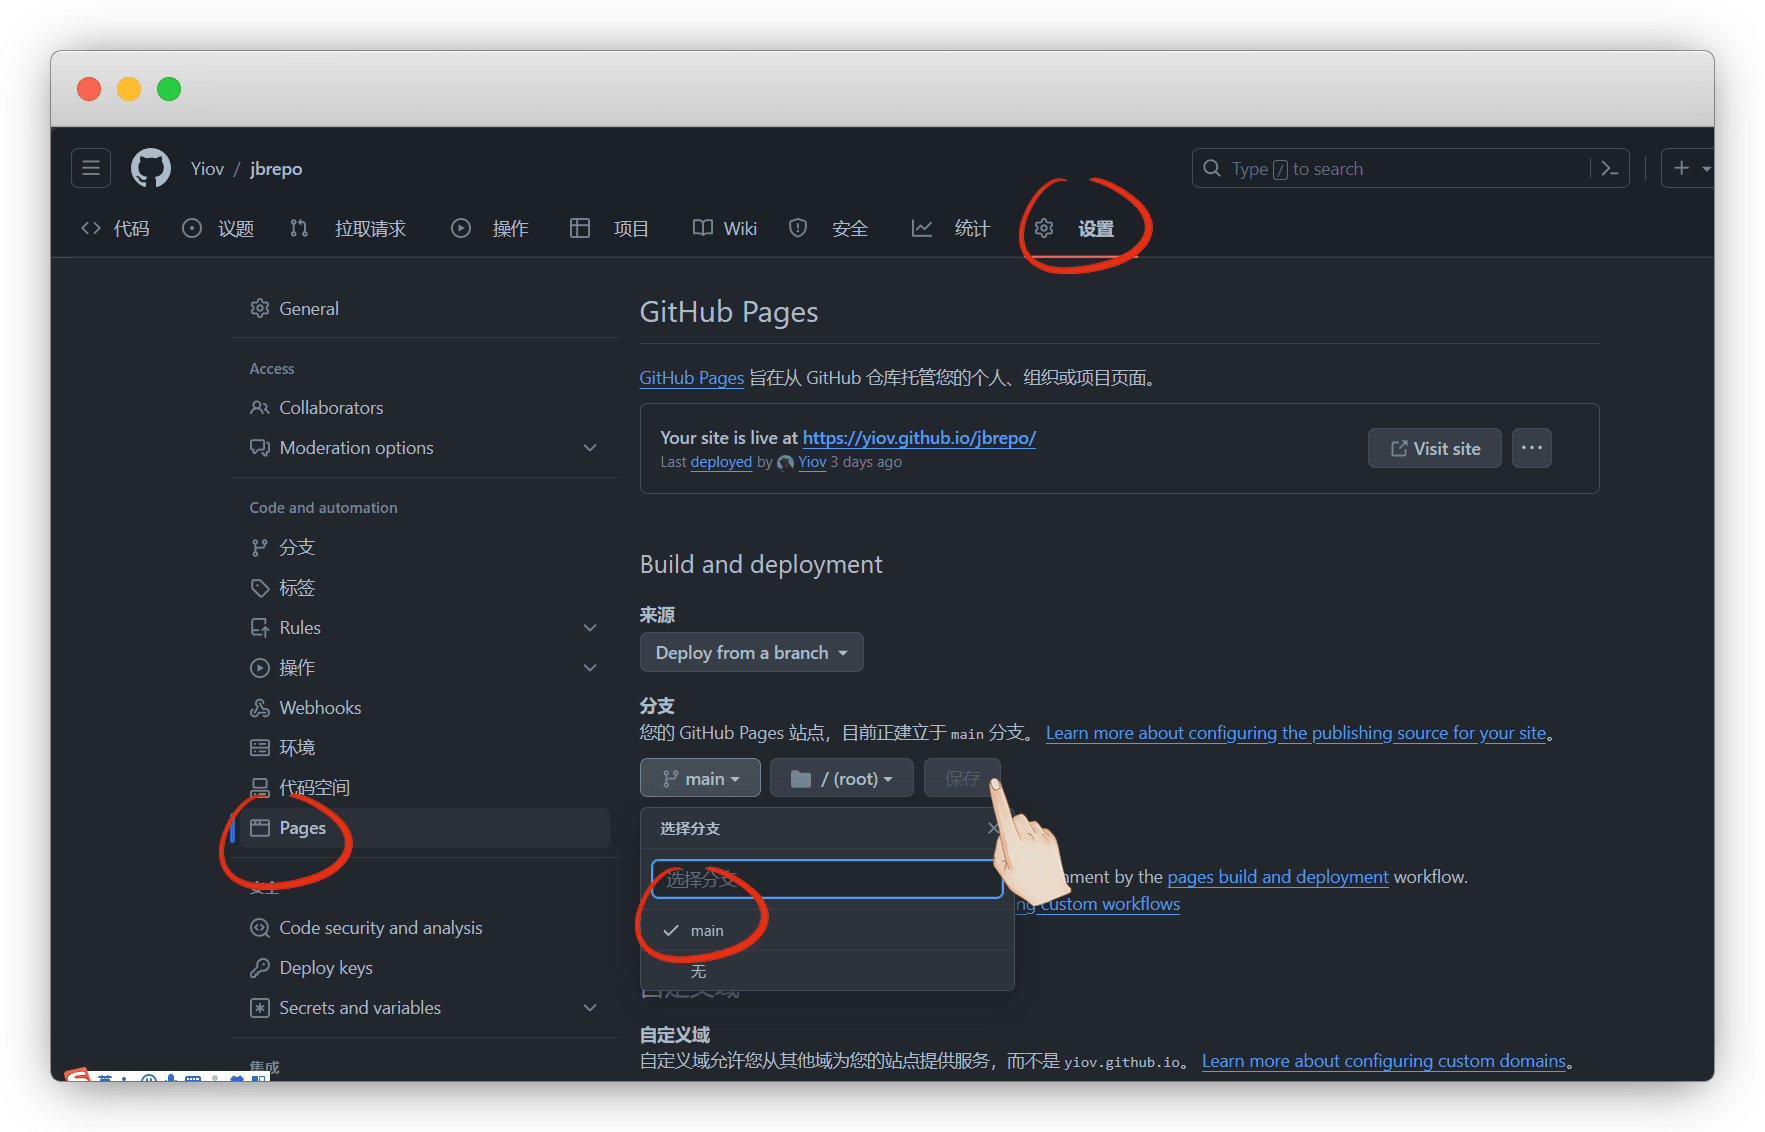 Yiov / jbrepo
Type / to search
代码 议题 拉取请求 操作 项目 Wiki 安全 统计 设置
General
Access
Collaborators
Moderation options
Code and automation
分支
标签
Rules
操作
Webhooks
环境
代码空间
Pages
安全
Code security and analysis
Deploy keys
Secrets and variables
集成
GitHub Pages
GitHub Pages 旨在从 GitHub 仓库托管您的个人、组织或项目页面。
Your site is live at https://yiov.github.io/jbrepo/
Last deployed by Yiov 3 days ago
Visit site
Build and deployment
来源
Deploy from a branch
分支
您的 GitHub Pages 站点，目前正建立于 main 分支。 Learn more about configuring the publishing source for your site。
main / (root) 保存
选择分支
选择分支
by the pages build and deployment workflow.
custom workflows
main
无
自定义域
自定义域
自定义域允许您从其他域为您的站点提供服务，而不是 yiov.github.io。 Learn more about configuring custom domains。
英